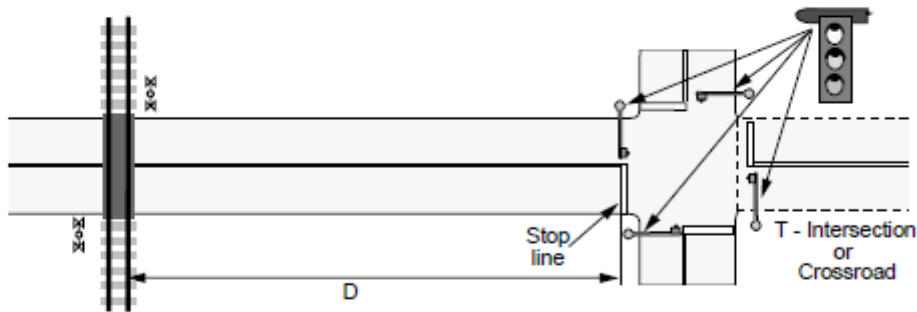 Stop
line
T - Intersection
or
Crossroad
D